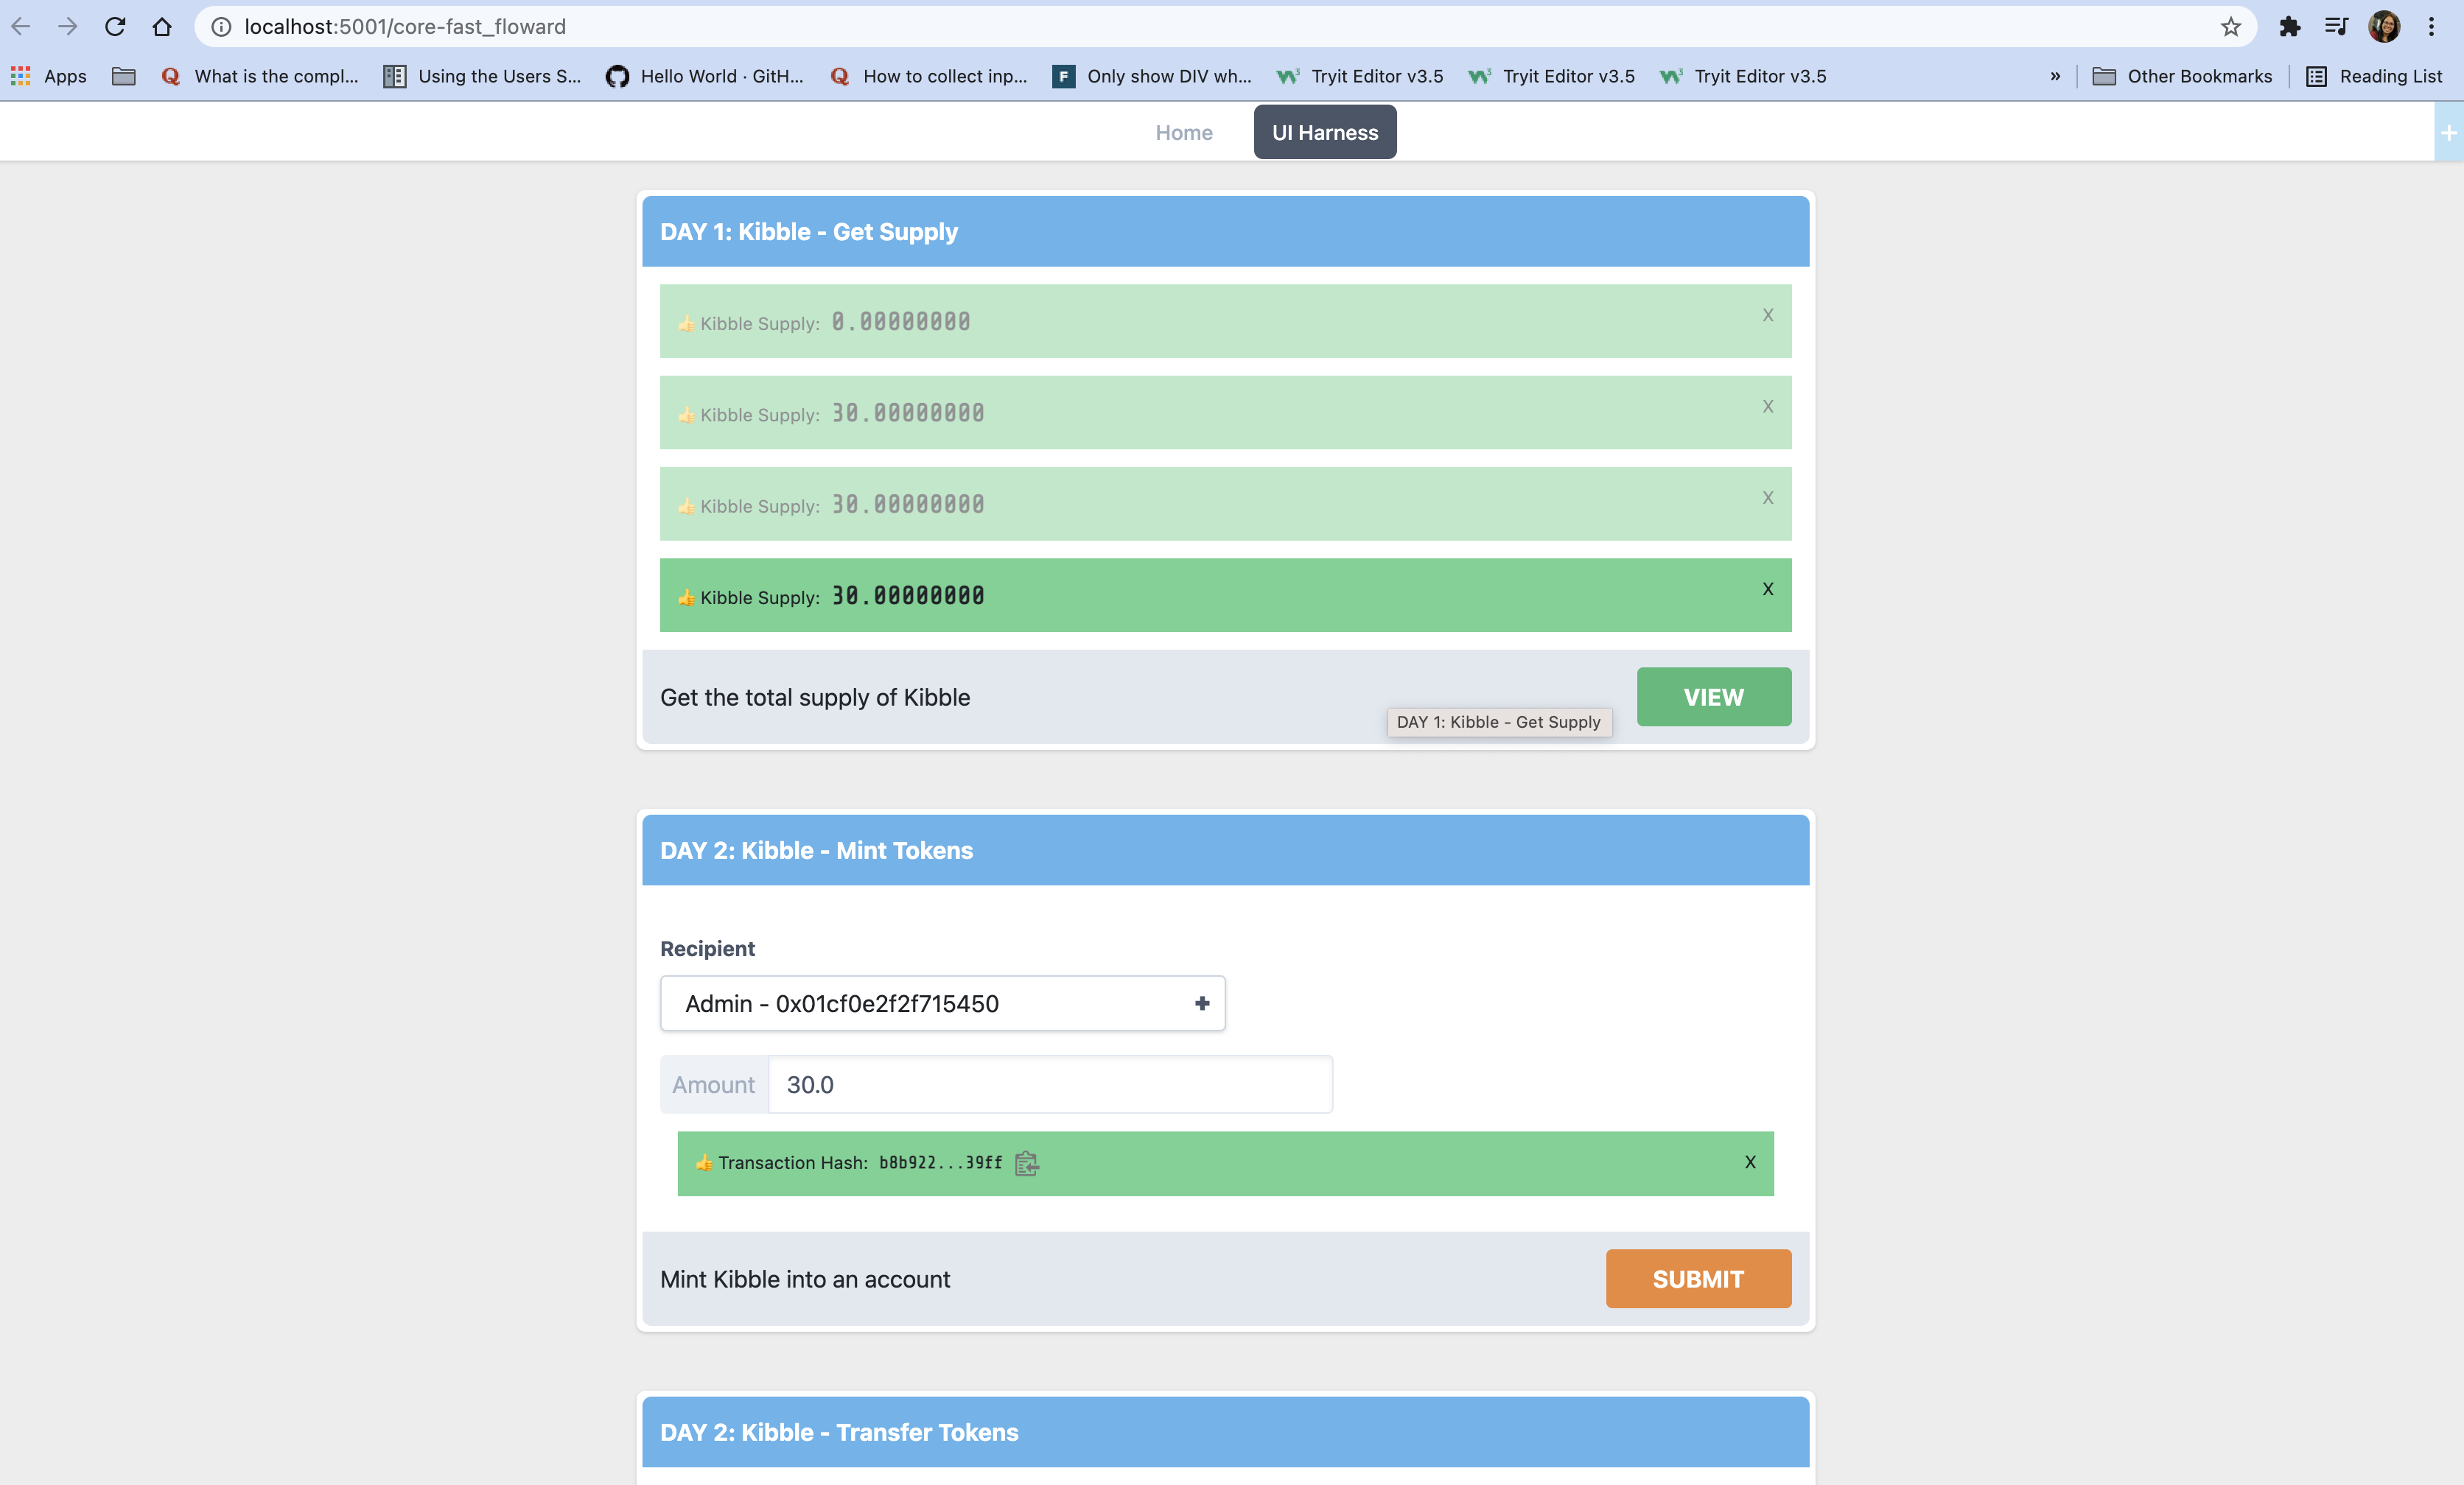 localhost:5001/core-fast_floward
Apps What is the compl... Using the Users S... Hello World · GitH... How to collect inp... F Only show DIV wh... Tryit Editor v3.5 Tryit Editor v3.5 Tryit Editor v3.5 » Other Bookmarks Reading List
Home UI Harness +
DAY 1: Kibble - Get Supply
👍 Kibble Supply: 0.00000000 X
👍 Kibble Supply: 30.00000000 X
👍 Kibble Supply: 30.00000000 X
👍 Kibble Supply: 30.00000000 X
Get the total supply of Kibble VIEW
DAY 1: Kibble - Get Supply
DAY 2: Kibble - Mint Tokens
Recipient
Admin - 0x01cf0e2f2f715450
Amount 30.0
👍 Transaction Hash: b8b922...39ff X
Mint Kibble into an account SUBMIT
DAY 2: Kibble - Transfer Tokens